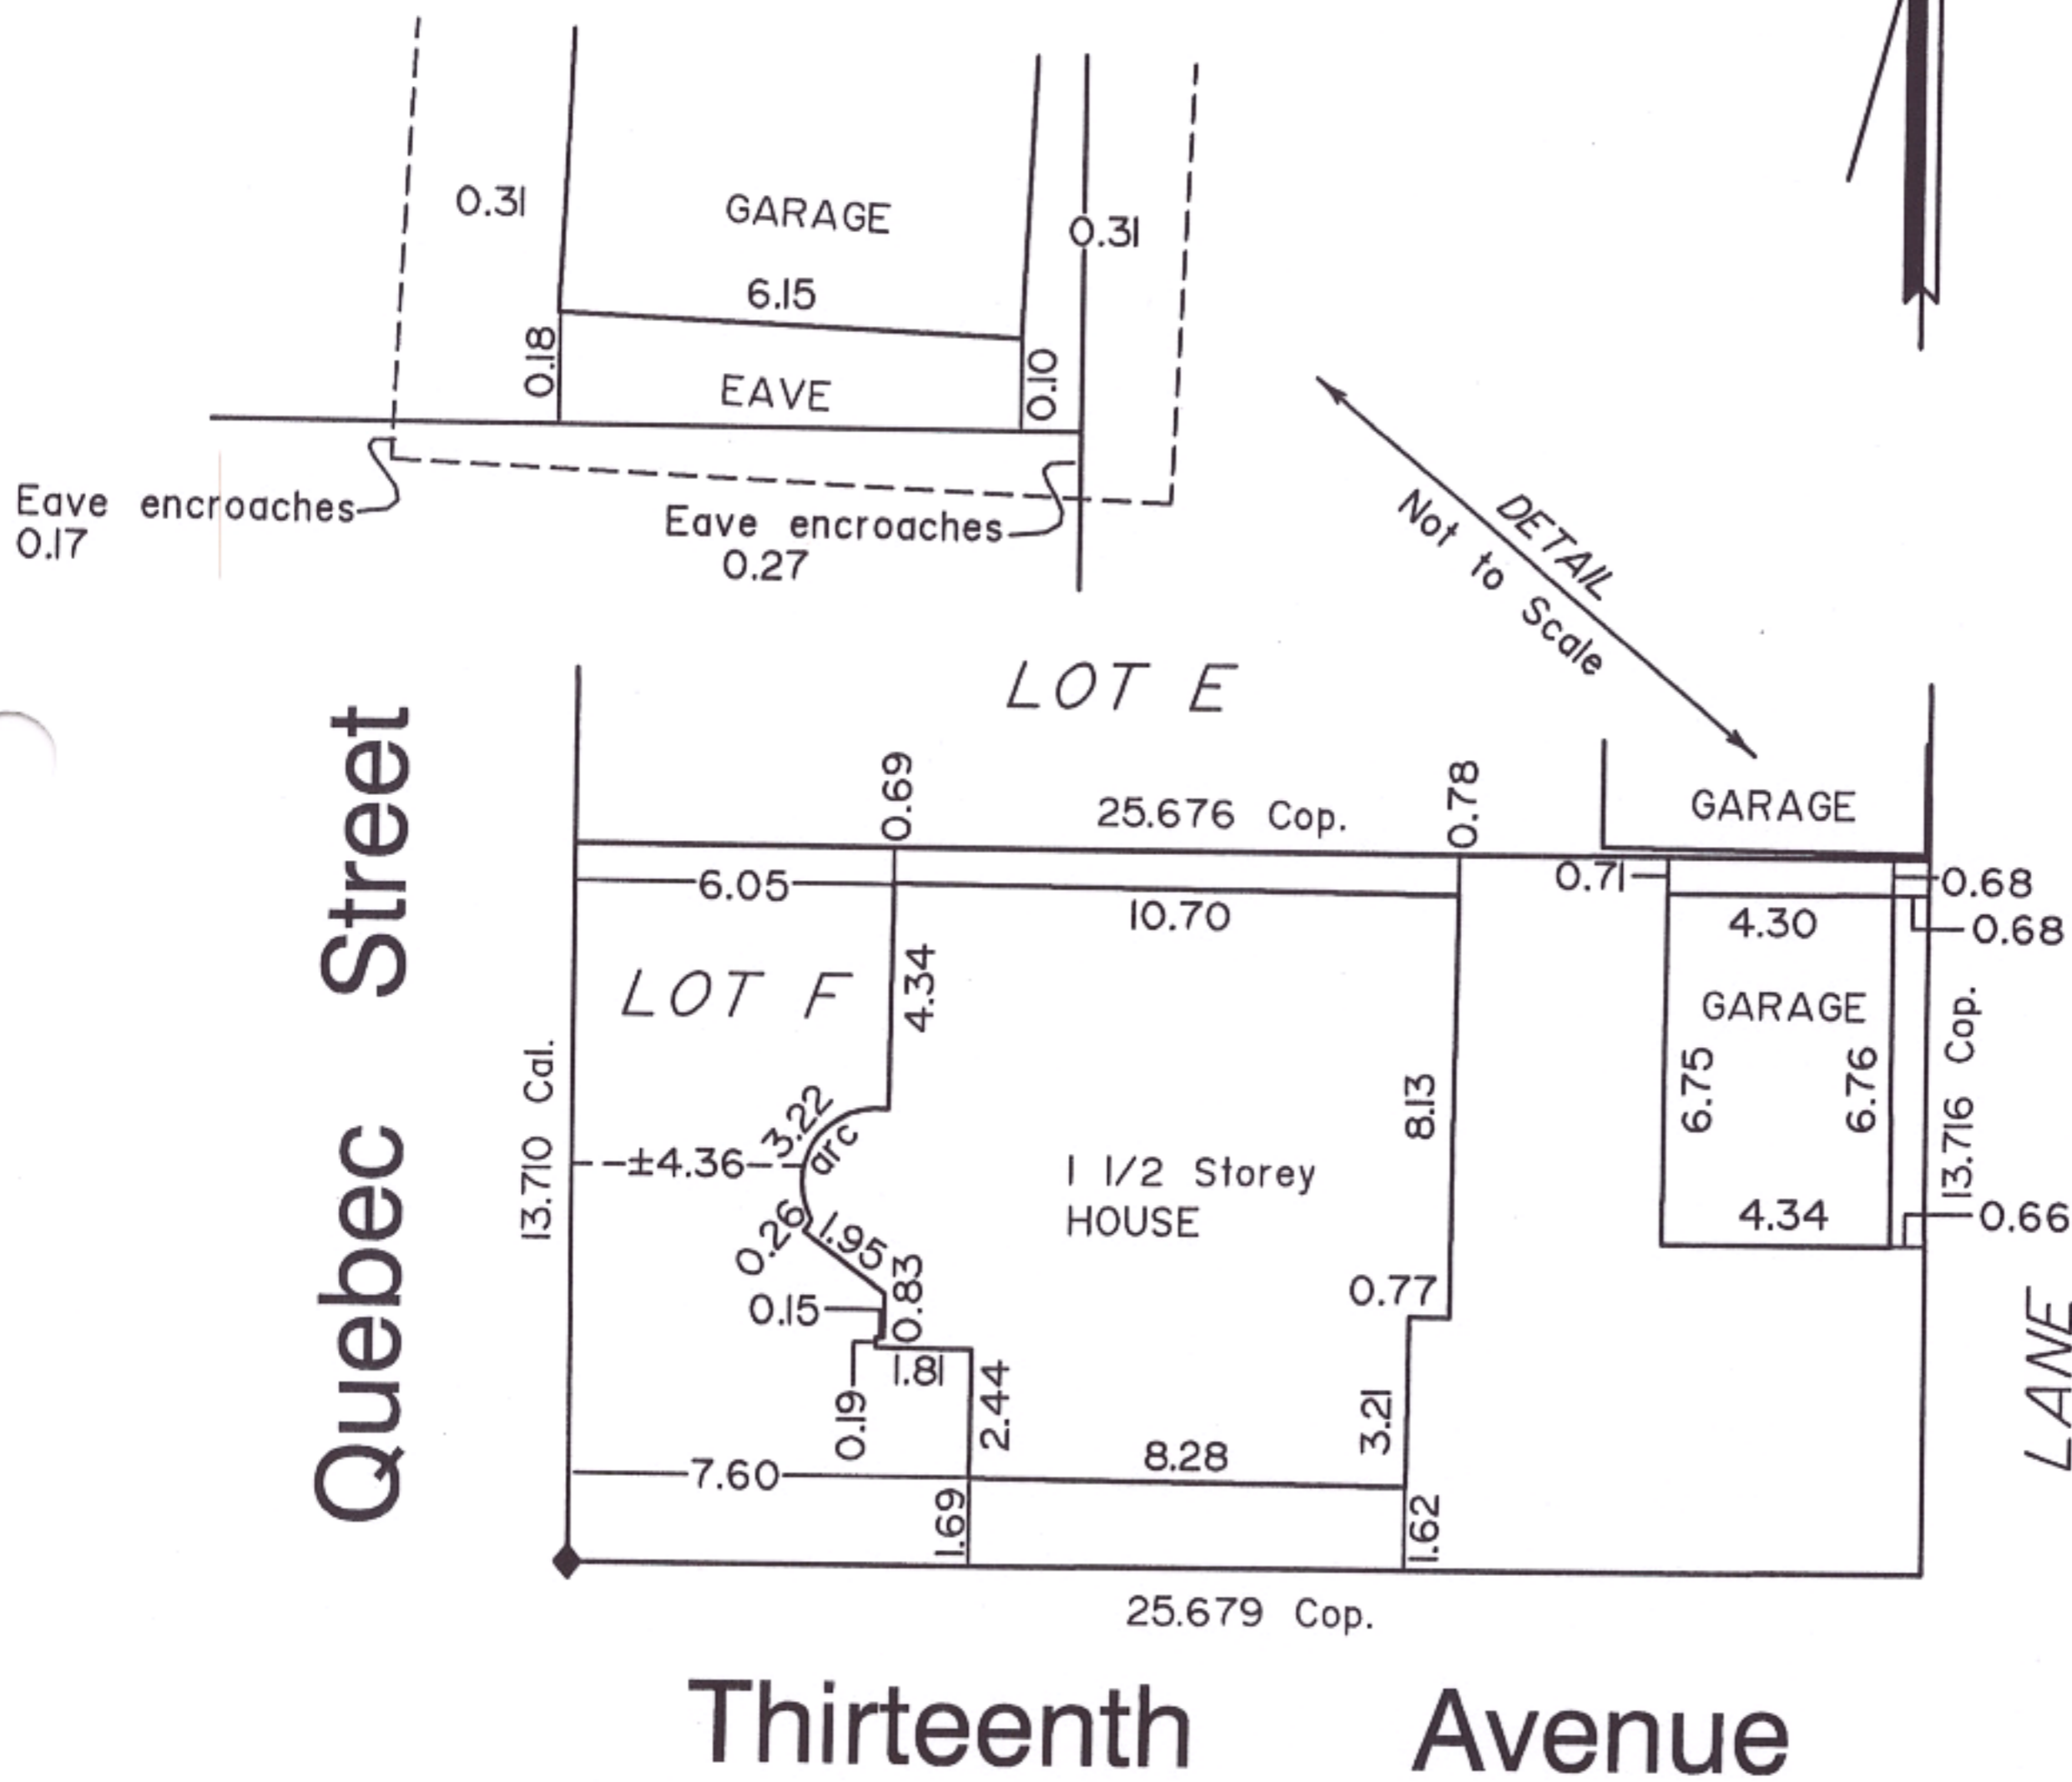 0.31
GARAGE
0.31
6.15
0.18
EAVE
0.10
Eave encroaches
0.17
Eave encroaches
0.27
DETAIL
Not to Scale
LOT E
0.69
25.676 Cop.
0.78
GARAGE
6.05
10.70
0.71
0.68
4.30
0.68
LOT F
4.34
GARAGE
13.710 Cal.
±4.36
3.22
arc
8.13
6.75
6.76
13.716 Cop.
1 1/2 Storey
HOUSE
0.26
1.95
4.34
0.66
0.15
0.83
0.77
1.81
0.19
2.44
3.21
7.60
8.28
1.69
1.62
25.679 Cop.
Quebec Street
LANE
Thirteenth Avenue